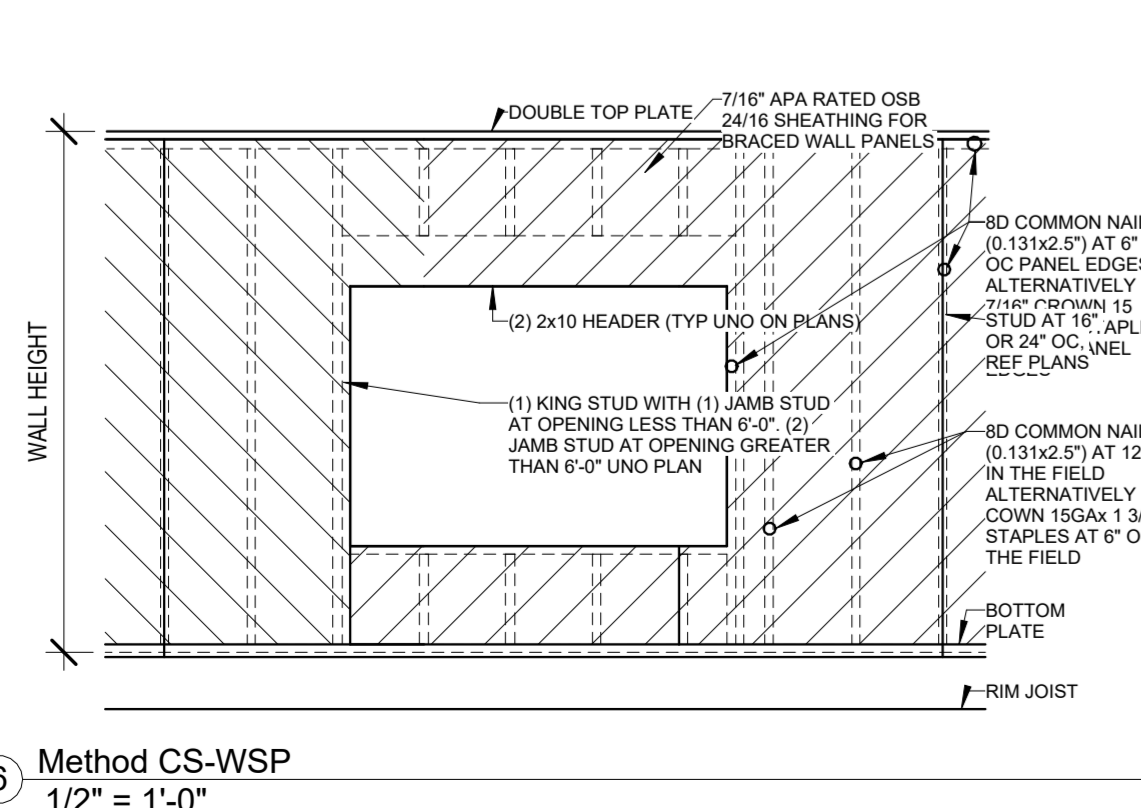 DOUBLE TOP PLATE
7/16" APA RATED OSB
24/16 SHEATHING FOR
BRACED WALL PANELS
8D COMMON NAI
(0.131x2.5") AT 6"
OC PANEL EDGES
ALTERNATIVELY
7/16" CROWN 15
STUD AT 16"
OR 24" OC,
REF PLANS
ANEL
(2) 2x10 HEADER (TYP UNO ON PLANS)
WALL HEIGHT
(1) KING STUD WITH (1) JAMB STUD
AT OPENING LESS THAN 6'-0". (2)
JAMB STUD AT OPENING GREATER
THAN 6'-0" UNO PLAN
8D COMMON NAI
(0.131x2.5") AT 12
IN THE FIELD
ALTERNATIVELY
COWN 15GAx 1 3/
STAPLES AT 6" O
THE FIELD
BOTTOM
PLATE
RIM JOIST
6
Method CS-WSP
1/2" = 1'-0"